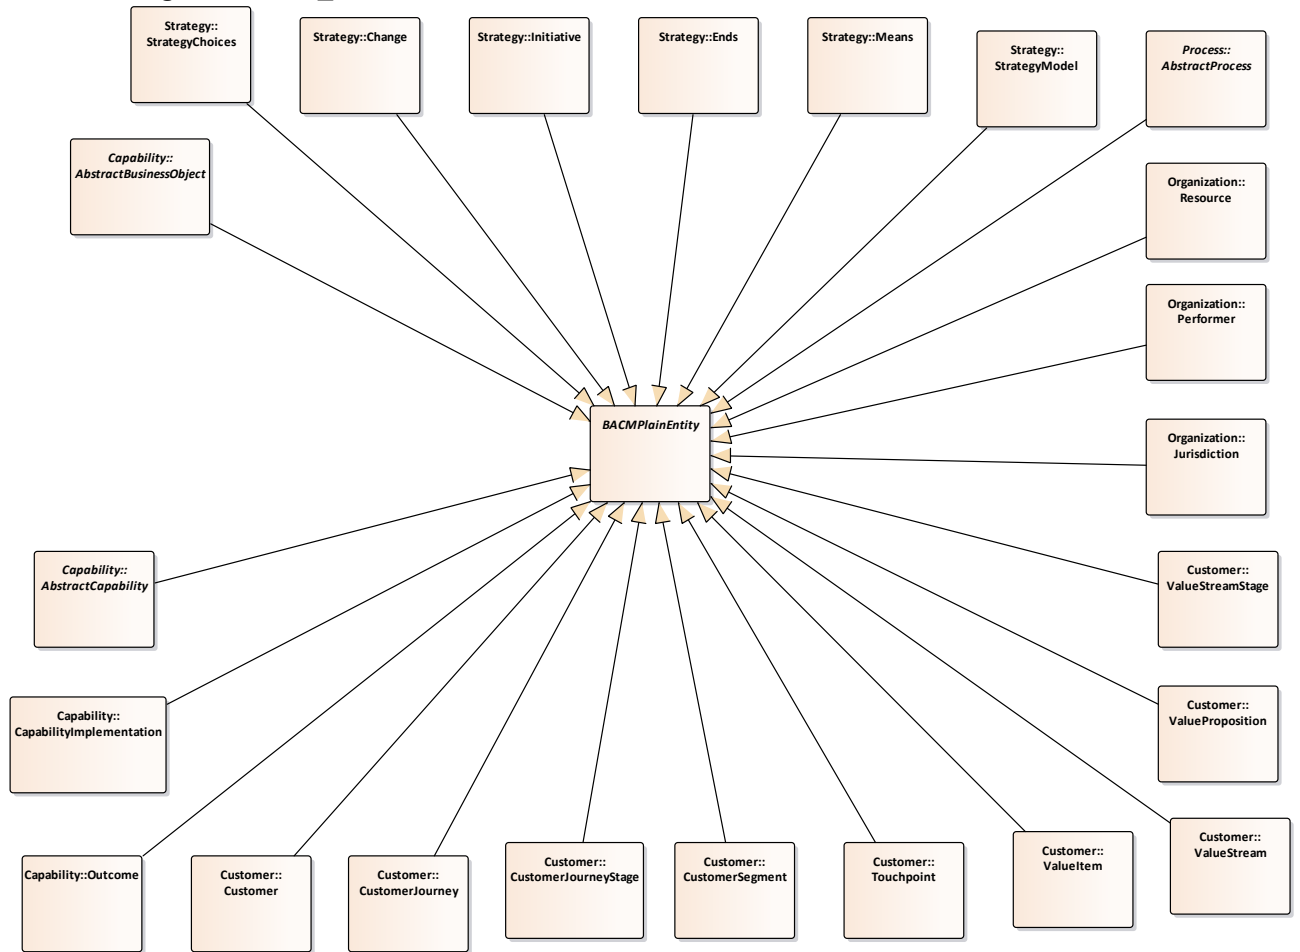 Strategy::
StrategyChoices
Strategy::Change
Strategy::Initiative
Strategy::Ends
Strategy::Means
Strategy::
StrategyModel
Process::
AbstractProcess
Capability::
AbstractBusinessObject
Organization::
Resource
Organization::
Performer
BACMPlainEntity
Organization::
Jurisdiction
Capability::
AbstractCapability
Customer::
ValueStreamStage
Capability::
CapabilityImplementation
Customer::
ValueProposition
Capability::Outcome
Customer::
Customer
Customer::
CustomerJourney
Customer::
CustomerJourneyStage
Customer::
CustomerSegment
Customer::
Touchpoint
Customer::
ValueItem
Customer::
ValueStream